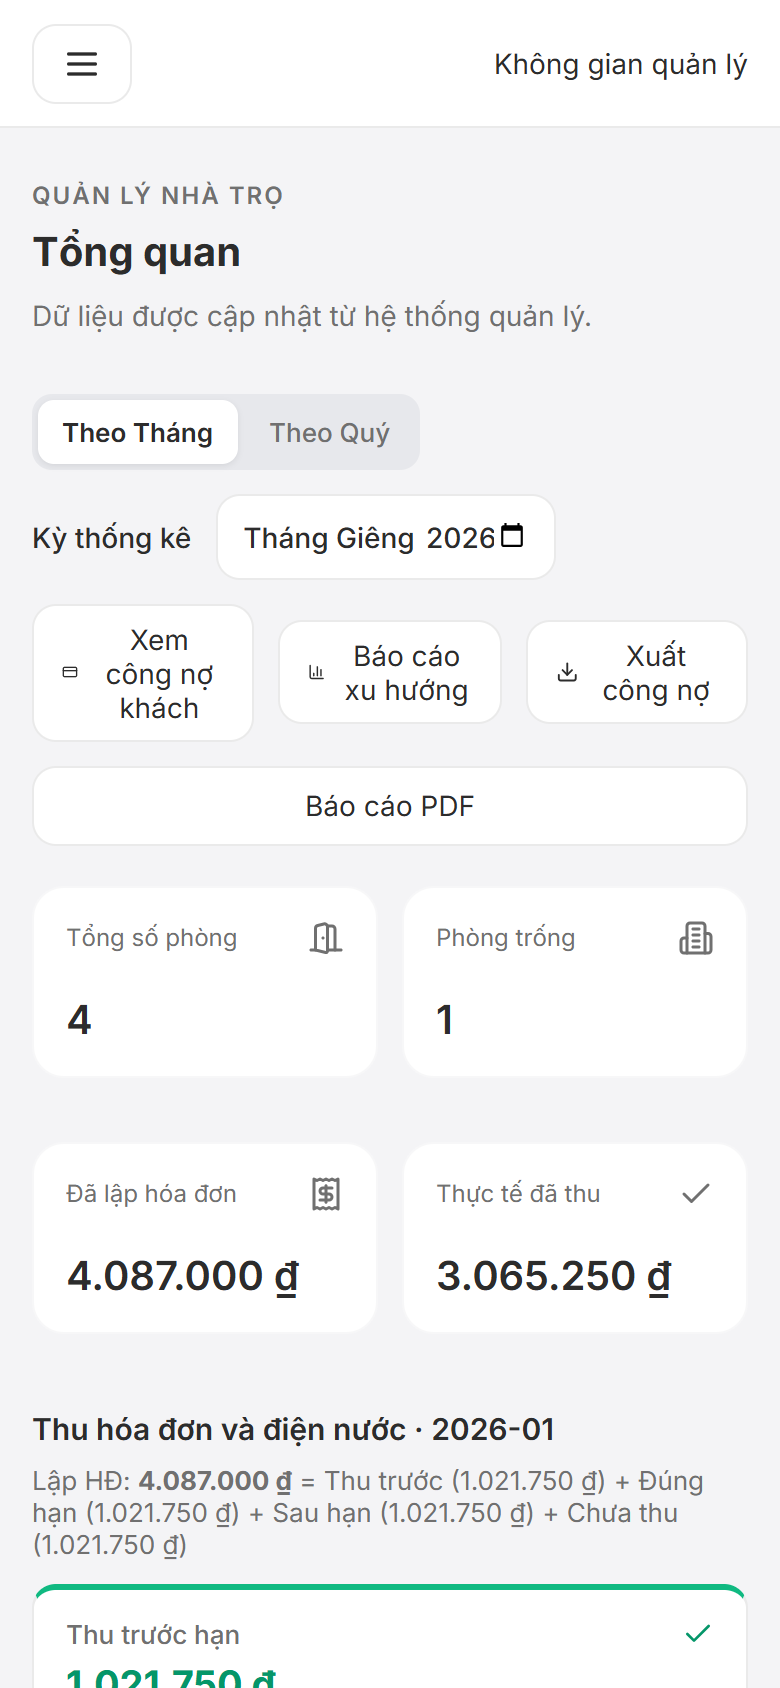 Không gian quản lý
QUẢN LÝ NHÀ TRỌ
Tổng quan
Dữ liệu được cập nhật từ hệ thống quản lý.
Theo Tháng
Theo Quý
Kỳ thống kê
Tháng Giêng 2026
Xem
công nợ
khách
Báo cáo
xu hướng
Xuất
công nợ
Báo cáo PDF
Tổng số phòng
4
Phòng trống
1
Đã lập hóa đơn
4.087.000 ₫
Thực tế đã thu
3.065.250 ₫
Thu hóa đơn và điện nước · 2026-01
Lập HĐ: 4.087.000 ₫ = Thu trước (1.021.750 ₫) + Đúng
hạn (1.021.750 ₫) + Sau hạn (1.021.750 ₫) + Chưa thu
(1.021.750 ₫)
Thu trước hạn
1.021.750 ₫